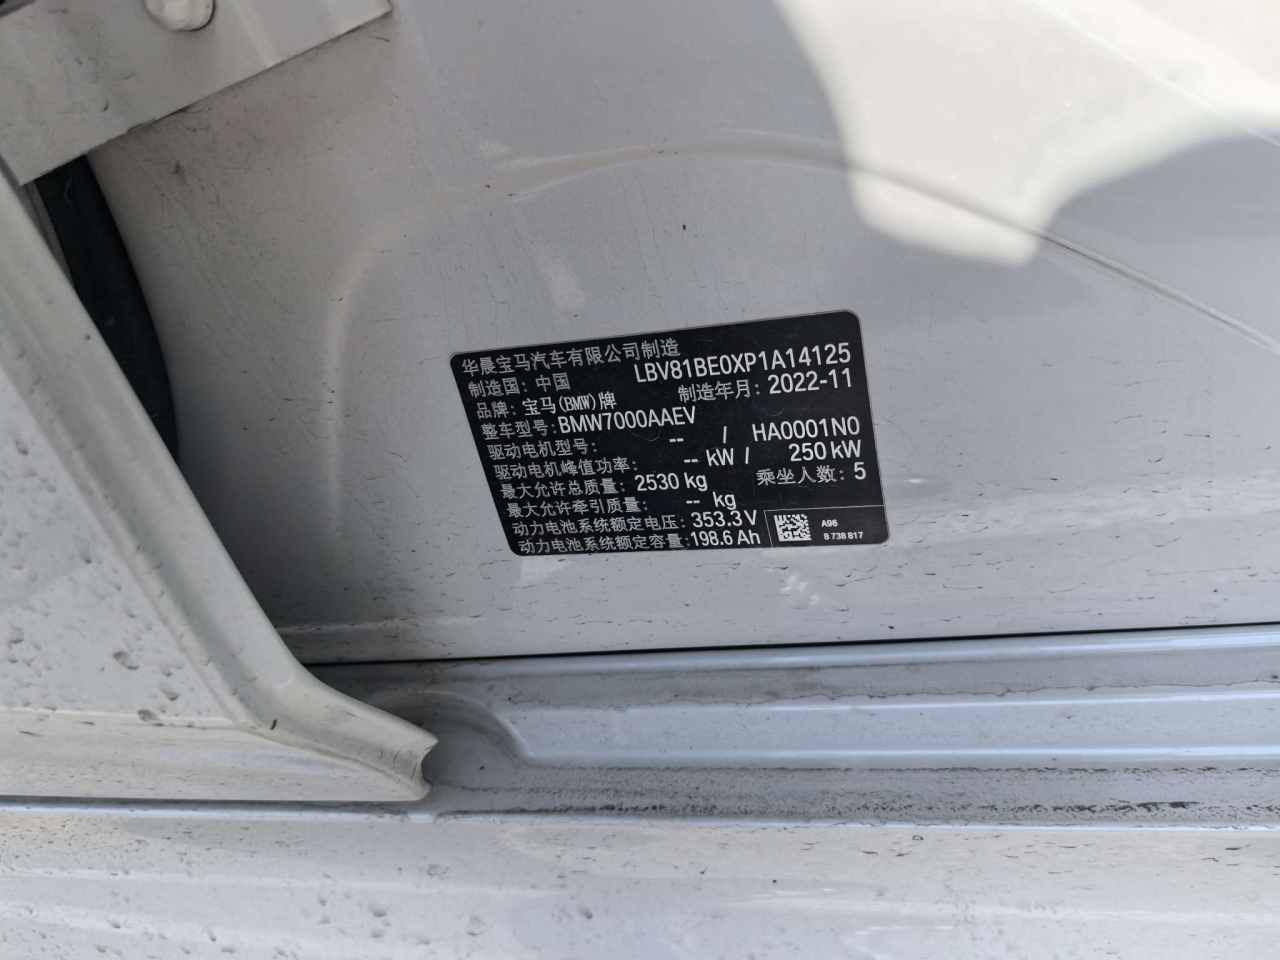 华晨宝马汽车有限公司制造
制造国：中国 LBV81BE0XP1A14125
品牌：宝马(BMW)牌 制造年月：2022-11
整车型号：BMW7000AAEV
驱动电机型号： -- / HA0001N0
驱动电机峰值功率： -- kW / 250 kW
最大允许总质量：2530 kg 乘坐人数：5
最大允许牵引质量： -- kg
动力电池系统额定电压：353.3 V
动力电池系统额定容量：198.6 Ah
A96
8 738 817